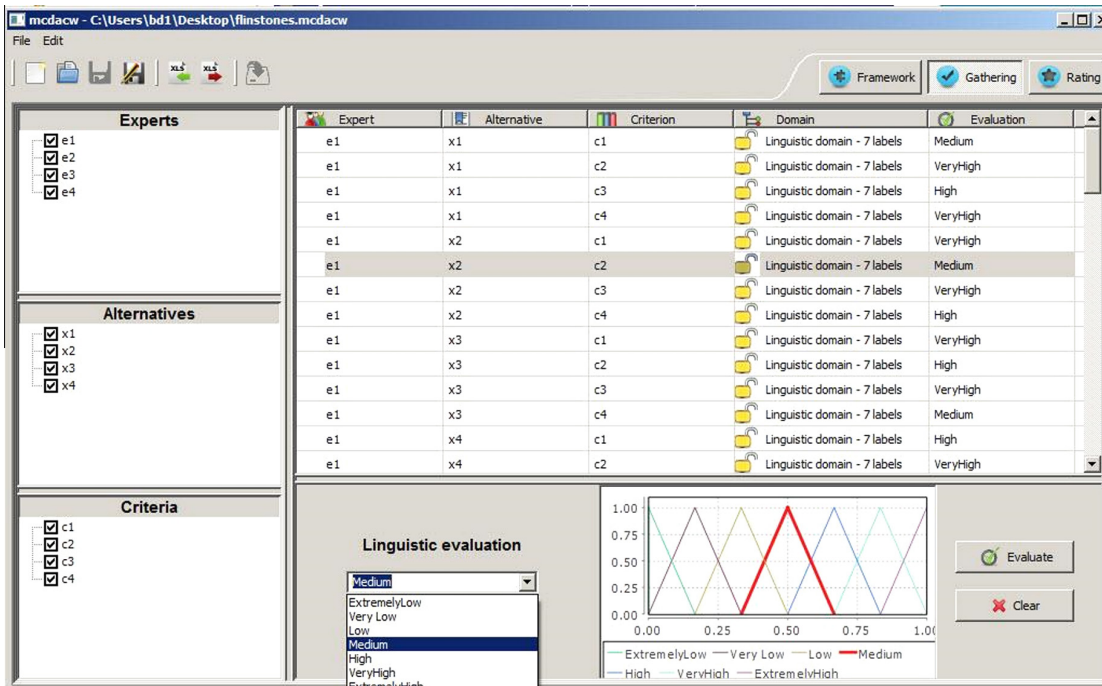 mcdacw - C:\Users\bd1\Desktop\flinstones.mcdacw
File Edit
XLS XLS
Framework Gathering Rating
Experts
e1
e2
e3
e4
Alternatives
x1
x2
x3
x4
Criteria
c1
c2
c3
c4
Expert Alternative Criterion Domain Evaluation
e1 x1 c1 Linguistic domain - 7 labels Medium
e1 x1 c2 Linguistic domain - 7 labels VeryHigh
e1 x1 c3 Linguistic domain - 7 labels High
e1 x1 c4 Linguistic domain - 7 labels VeryHigh
e1 x2 c1 Linguistic domain - 7 labels VeryHigh
e1 x2 c2 Linguistic domain - 7 labels Medium
e1 x2 c3 Linguistic domain - 7 labels VeryHigh
e1 x2 c4 Linguistic domain - 7 labels High
e1 x3 c1 Linguistic domain - 7 labels VeryHigh
e1 x3 c2 Linguistic domain - 7 labels High
e1 x3 c3 Linguistic domain - 7 labels VeryHigh
e1 x3 c4 Linguistic domain - 7 labels Medium
e1 x4 c1 Linguistic domain - 7 labels High
e1 x4 c2 Linguistic domain - 7 labels VeryHigh
Linguistic evaluation
Medium
ExtremelyLow
Very Low
Low
Medium
High
VeryHigh
ExtremelyHigh
1.00
0.75
0.50
0.25
0.00
0.00 0.25 0.50 0.75 1.00
ExtremelyLow Very Low Low Medium
High VeryHigh ExtremelyHigh
Evaluate
Clear